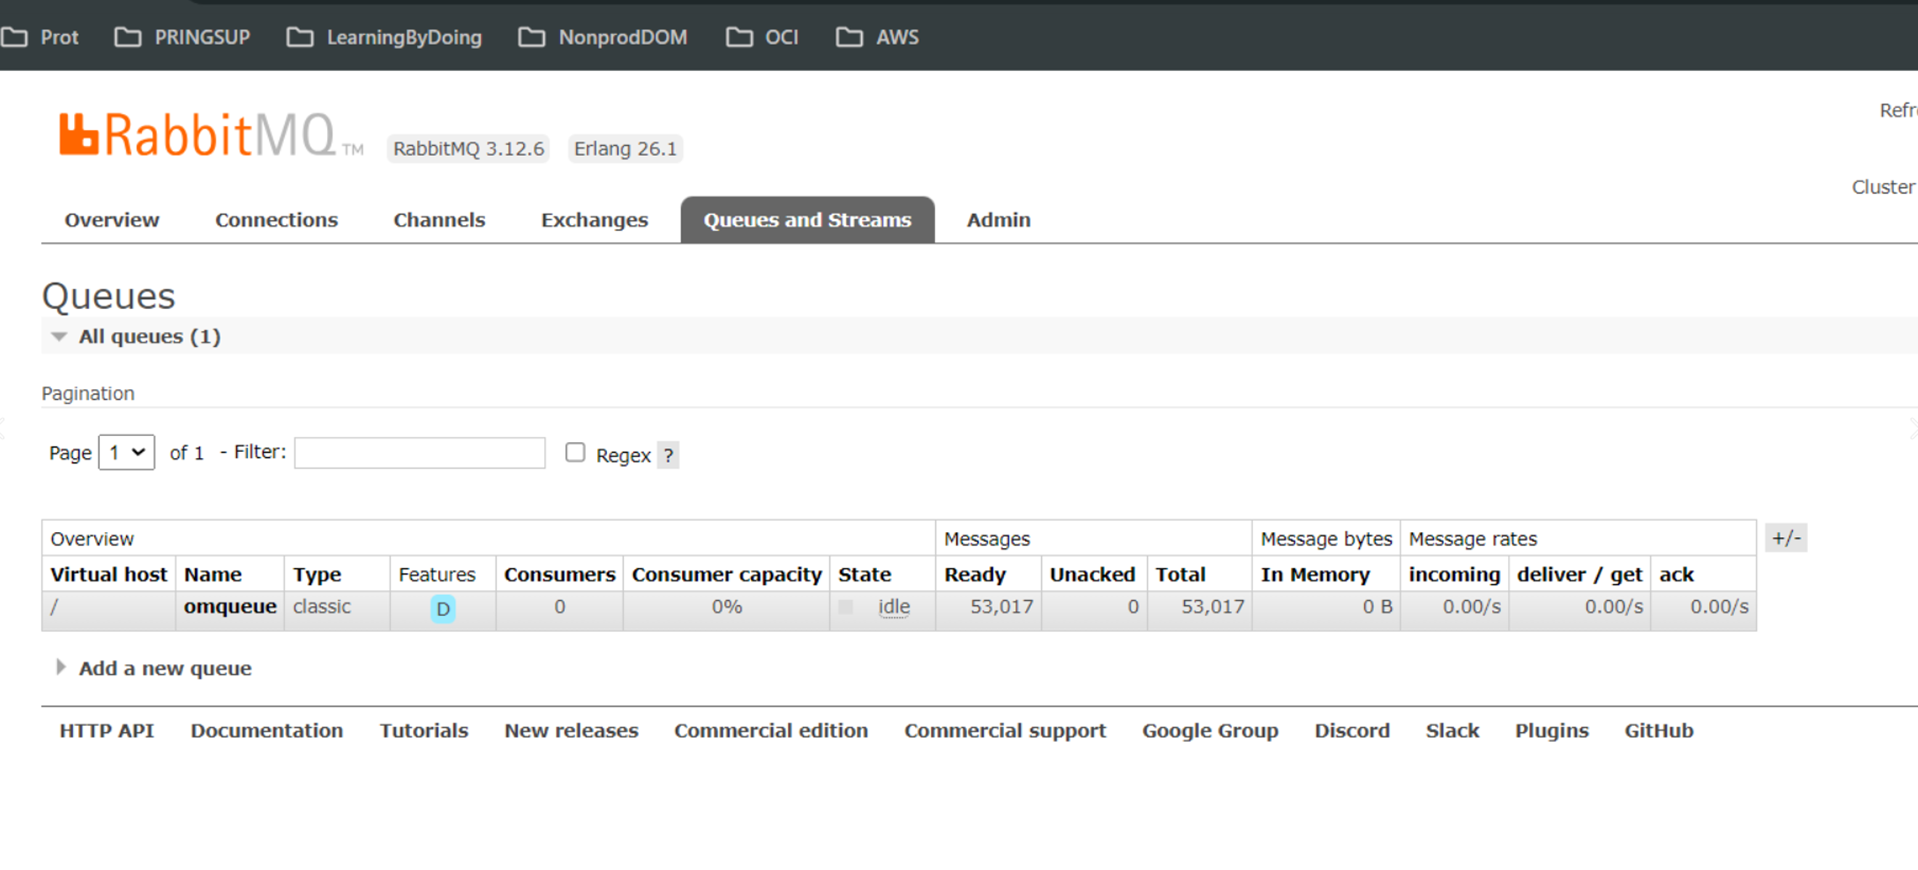 Prot PRINGSUP LearningByDoing NonprodDOM OCI AWS
Refr
RabbitMQ TM RabbitMQ 3.12.6 Erlang 26.1
Cluster
Overview Connections Channels Exchanges Queues and Streams Admin
Queues
All queues (1)
Pagination
Page 1 of 1 - Filter: Regex ?
Overview Messages Message bytes Message rates +/-
Virtual host Name Type Features Consumers Consumer capacity State Ready Unacked Total In Memory incoming deliver / get ack
/ omqueue classic D 0 0% idle 53,017 0 53,017 0 B 0.00/s 0.00/s 0.00/s
Add a new queue
HTTP API Documentation Tutorials New releases Commercial edition Commercial support Google Group Discord Slack Plugins GitHub